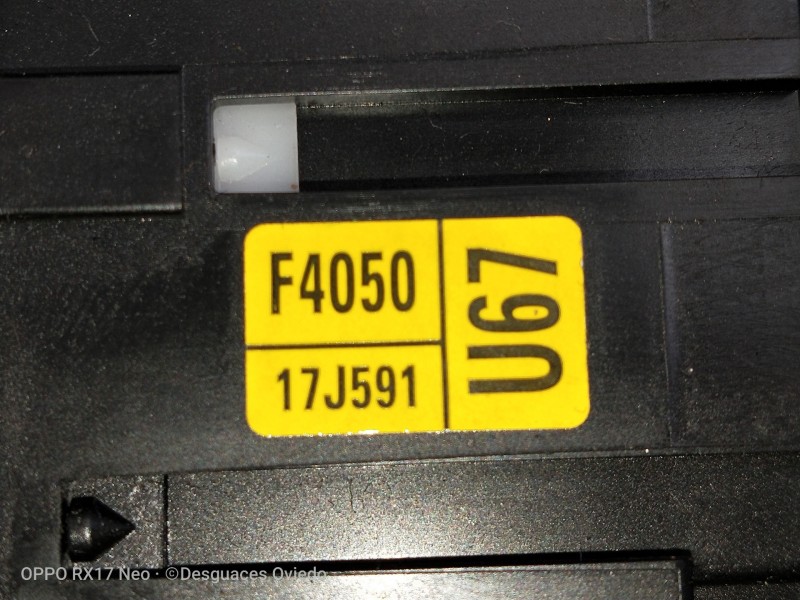 F4050
17J591
U67
OPPO RX17 Neo · ©Desguaces Oviedo